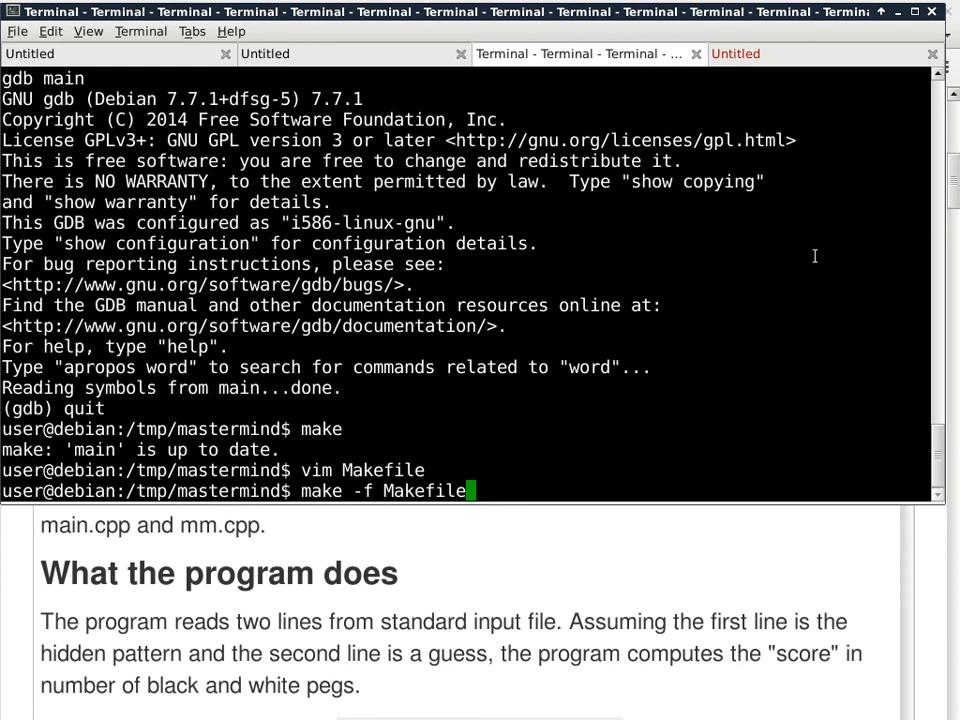 Terminal - Terminal - Terminal - Terminal - Terminal - Terminal - Terminal - Terminal - Terminal - Terminal - Terminal - Termina
File Edit View Terminal Tabs Help
Untitled Untitled Terminal - Terminal - Terminal - ... Untitled
gdb main
GNU gdb (Debian 7.7.1+dfsg-5) 7.7.1
Copyright (C) 2014 Free Software Foundation, Inc.
License GPLv3+: GNU GPL version 3 or later <http://gnu.org/licenses/gpl.html>
This is free software: you are free to change and redistribute it.
There is NO WARRANTY, to the extent permitted by law.  Type "show copying"
and "show warranty" for details.
This GDB was configured as "i586-linux-gnu".
Type "show configuration" for configuration details.
For bug reporting instructions, please see:
<http://www.gnu.org/software/gdb/bugs/>.
Find the GDB manual and other documentation resources online at:
<http://www.gnu.org/software/gdb/documentation/>.
For help, type "help".
Type "apropos word" to search for commands related to "word"...
Reading symbols from main...done.
(gdb) quit
user@debian:/tmp/mastermind$ make
make: 'main' is up to date.
user@debian:/tmp/mastermind$ vim Makefile
user@debian:/tmp/mastermind$ make -f Makefile
main.cpp and mm.cpp.
What the program does
The program reads two lines from standard input file. Assuming the first line is the
hidden pattern and the second line is a guess, the program computes the "score" in
number of black and white pegs.